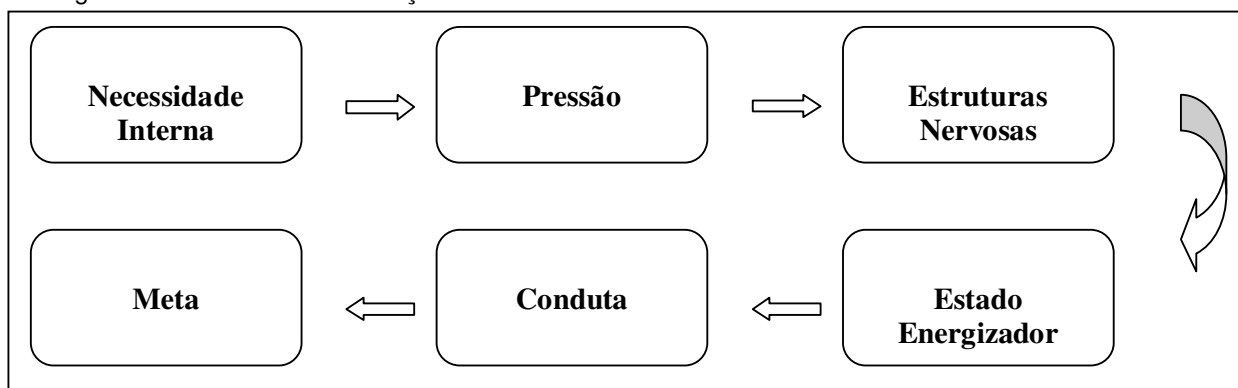 Necessidade
Interna
Pressão
Estruturas
Nervosas
Meta
Conduta
Estado
Energizador